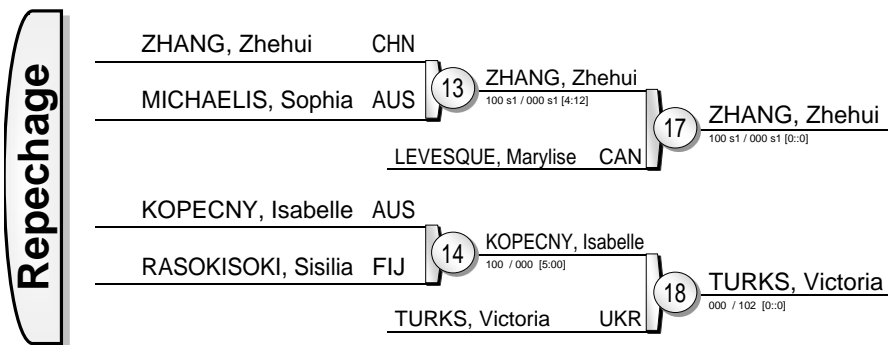 Repechage
ZHANG, Zhehui CHN
MICHAELIS, Sophia AUS
13
ZHANG, Zhehui
100 s1 / 000 s1 [4:12]
LEVESQUE, Marylise CAN
17
ZHANG, Zhehui
100 s1 / 000 s1 [0::0]
KOPECNY, Isabelle AUS
RASOKISOKI, Sisilia FIJ
14
KOPECNY, Isabelle
100 / 000 [5:00]
TURKS, Victoria UKR
18
TURKS, Victoria
000 / 102 [0::0]